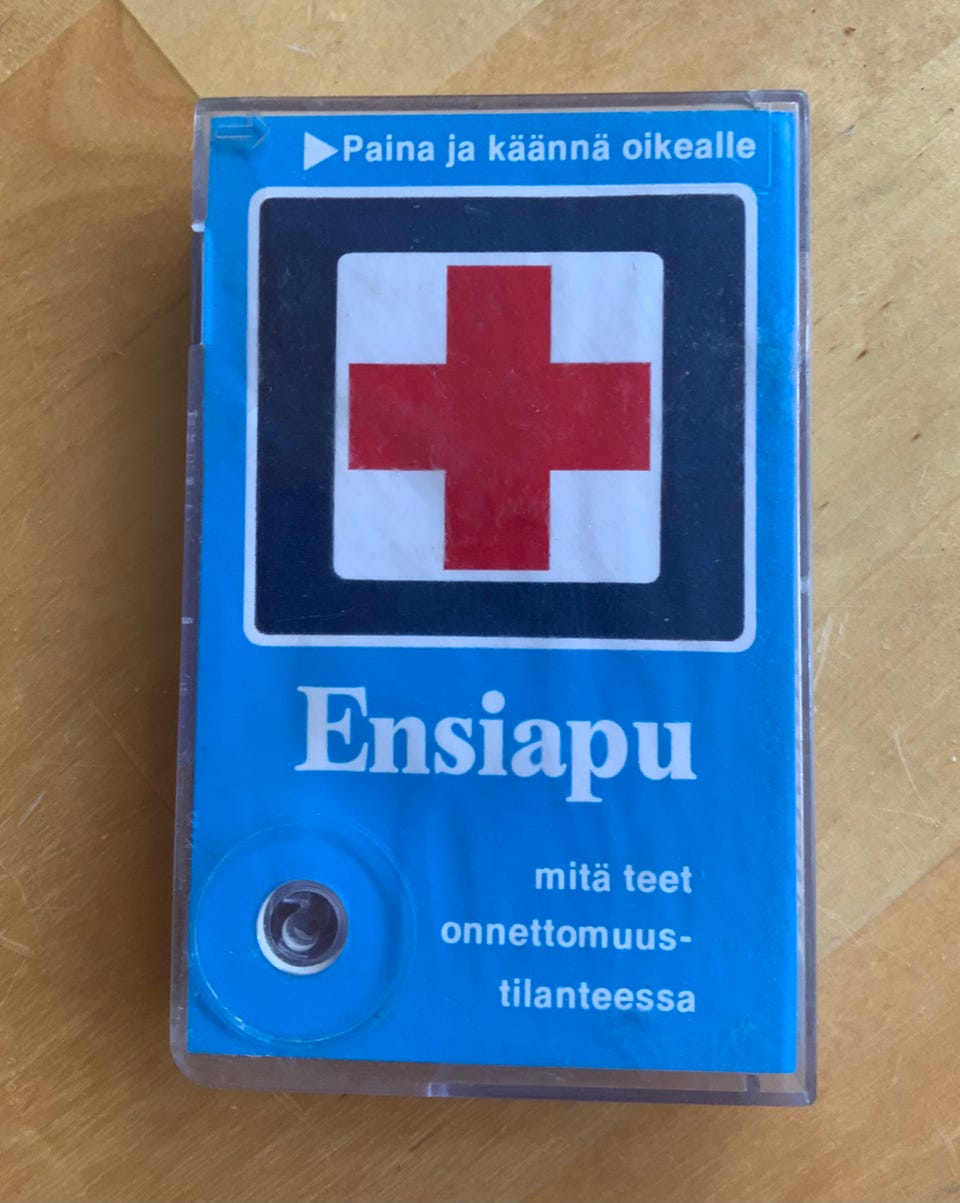 Paina ja käännä oikealle
Ensiapu
mitä teet
onnettomuus-
tilanteessa